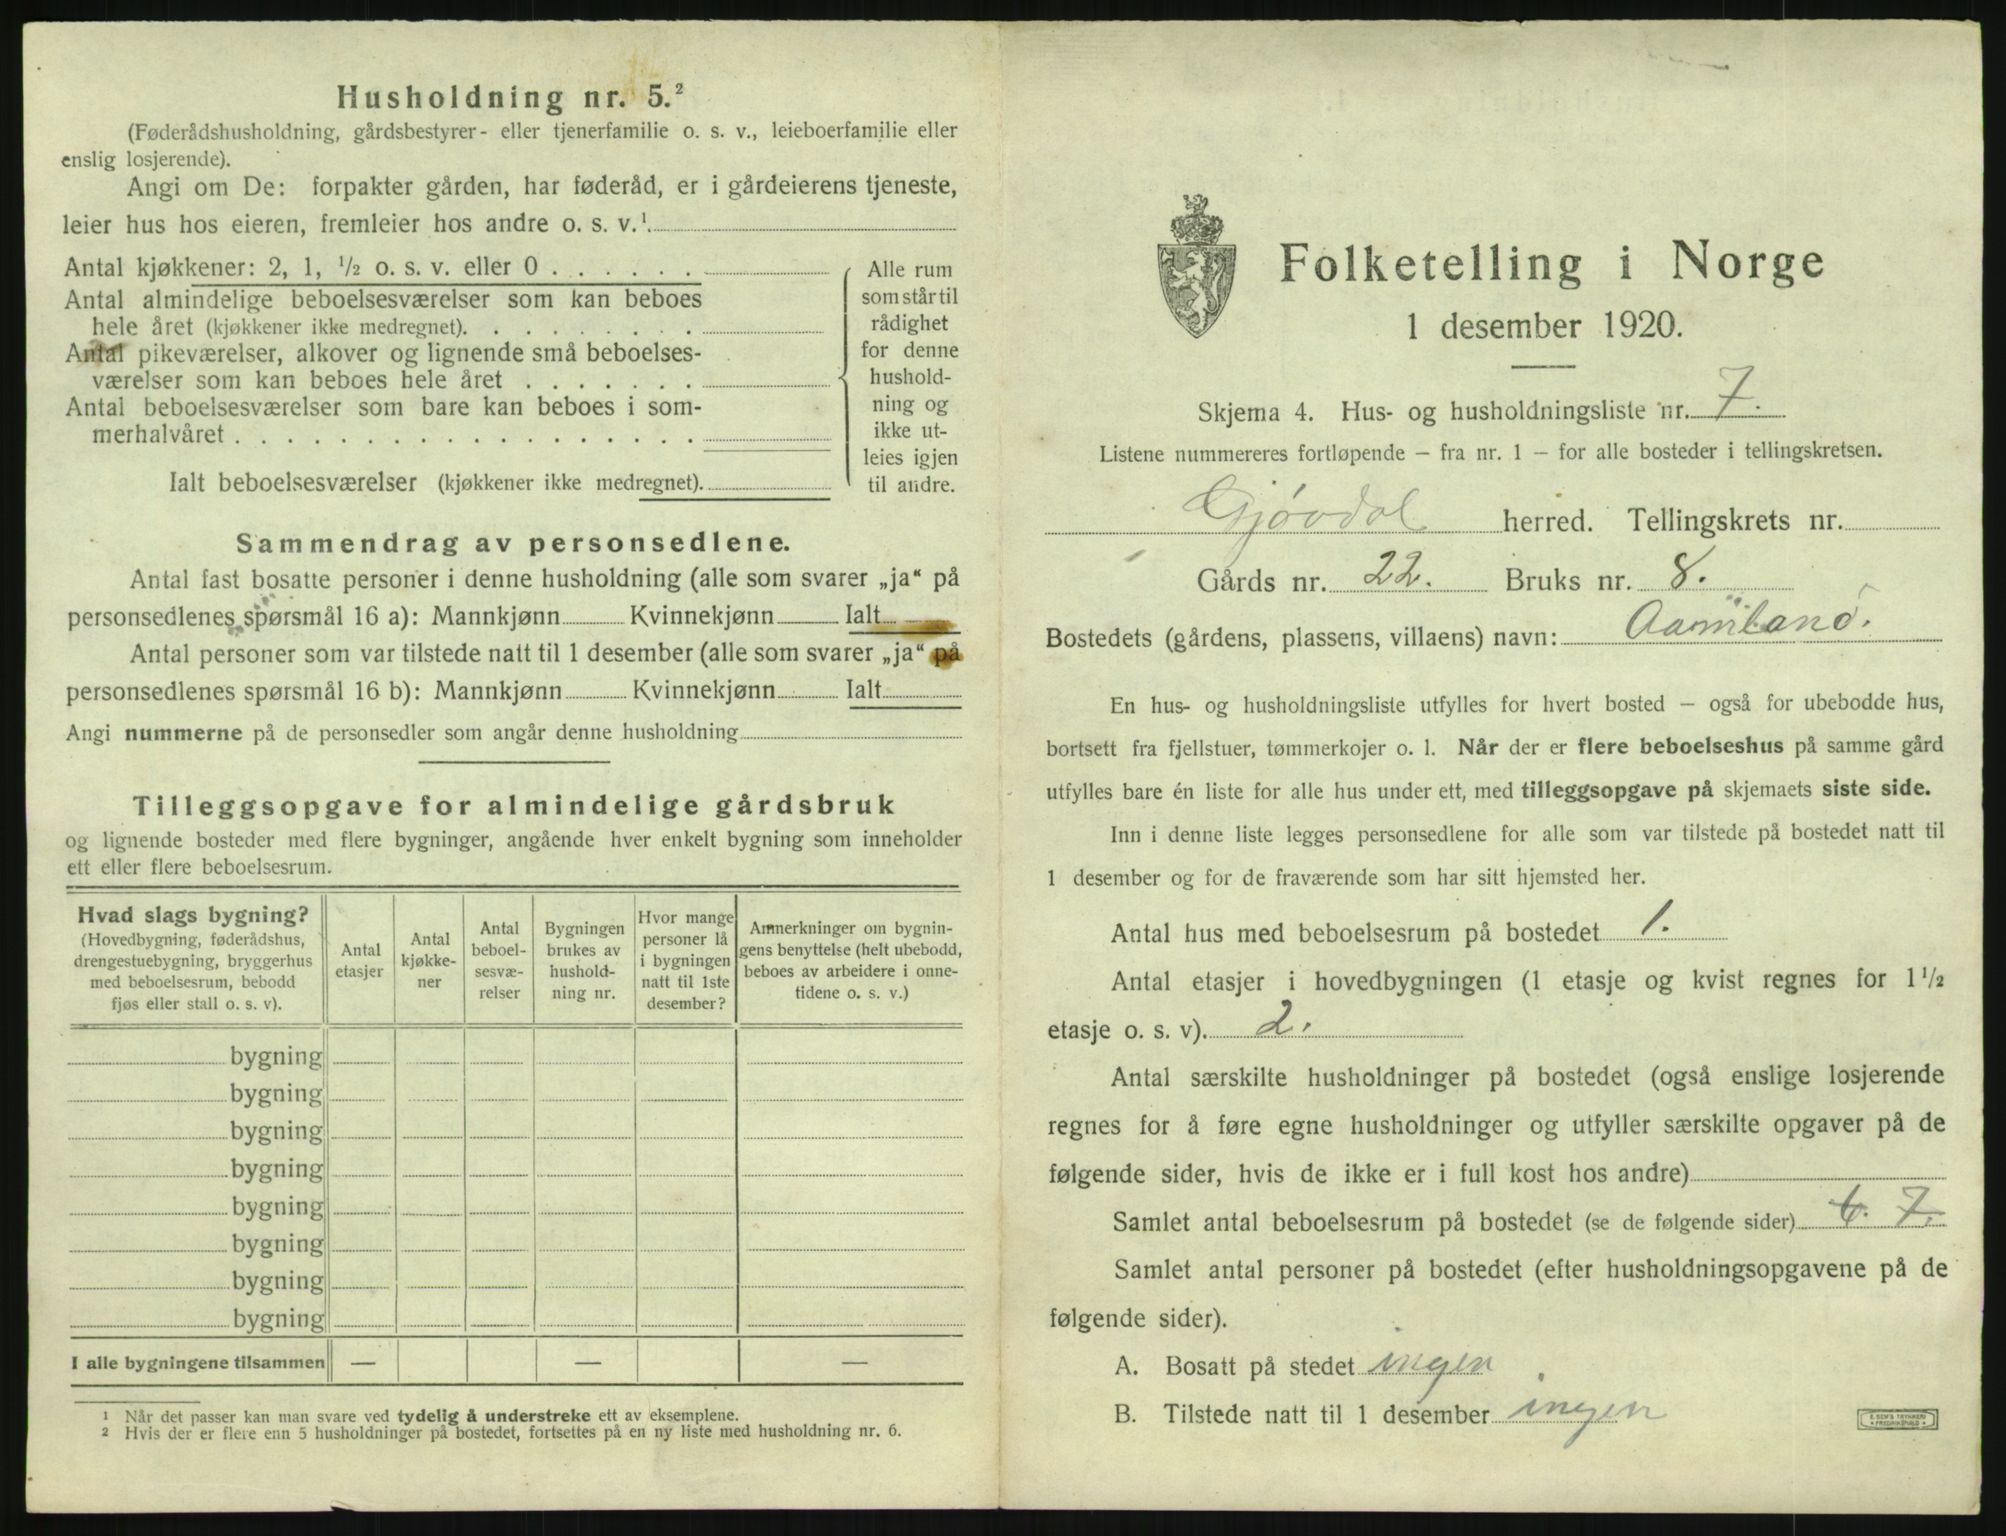 Husholdning nr. 5.²
(Føderådshusholdning, gårdsbestyrer- eller tjenerfamilie o. s. v., leieboerfamilie eller
enslig losjerende).
Angi om De: forpakter gården, har føderåd, er i gårdeierens tjeneste,
leier hus hos eieren, fremleier hos andre o. s. v.¹
Antal kjøkkener: 2, 1, ½ o. s. v. eller 0 . . . . . .
Antal almindelige beboelsesværelser som kan beboes
hele året (kjøkkener ikke medregnet). . . . . . . . .
Antal pikeværelser, alkover og lignende små beboelses-
værelser som kan beboes hele året . . . . . . .
Antal beboelsesværelser som bare kan beboes i som-
merhalvåret . . . . . . . . . . . . . . . . . .
Ialt beboelsesværelser (kjøkkener ikke medregnet).
Alle rum
som står til
rådighet
for denne
hushold-
ning og
ikke ut-
leies igjen
til andre.
Sammendrag av personsedlene.
Antal fast bosatte personer i denne husholdning (alle som svarer „ja“ på
personsedlenes spørsmål 16 a): Mannkjønn Kvinnekjønn Ialt
Antal personer som var tilstede natt til 1 desember (alle som svarer „ja“ på
personsedlenes spørsmål 16 b): Mannkjønn Kvinnekjønn Ialt
Angi nummerne på de personsedler som angår denne husholdning
Tilleggsopgave for almindelige gårdsbruk
og lignende bosteder med flere bygninger, angående hver enkelt bygning som inneholder
ett eller flere beboelsesrum.
Hvad slags bygning?
(Hovedbygning, føderådshus,
drengestuebygning, bryggerhus
med beboelsesrum, bebodd
fjøs eller stall o. s. v).
Antal
etasjer
Antal
kjøkke-
ner
Antal
beboel-
sesvæ-
relser
Bygningen
brukes av
hushold-
ning nr.
Hvor mange
personer lå
i bygningen
natt til 1ste
desember?
Anmerkninger om bygnin-
gens benyttelse (helt ubebodd,
beboes av arbeidere i onne-
tidene o. s. v.)
bygning
bygning
bygning
bygning
bygning
bygning
bygning
bygning
I alle bygningene tilsammen — — —
¹ Når det passer kan man svare ved tydelig å understreke ett av eksemplene.
² Hvis der er flere enn 5 husholdninger på bostedet, fortsettes på en ny liste med husholdning nr. 6.
Folketelling i Norge
1 desember 1920.
Skjema 4. Hus- og husholdningsliste nr. 7.
Listene nummereres fortløpende — fra nr. 1 — for alle bosteder i tellingskretsen.
Gjøvdal herred. Tellingskrets nr.
Gårds nr. 22. Bruks nr. 8.
Bostedets (gårdens, plassens, villaens) navn: Aamland.
En hus- og husholdningsliste utfylles for hvert bosted — også for ubebodde hus,
bortsett fra fjellstuer, tømmerkojer o. l. Når der er flere beboelseshus på samme gård
utfylles bare én liste for alle hus under ett, med tilleggsopgave på skjemaets siste side.
Inn i denne liste legges personsedlene for alle som var tilstede på bostedet natt til
1 desember og for de fraværende som har sitt hjemsted her.
Antal hus med beboelsesrum på bostedet 1.
Antal etasjer i hovedbygningen (1 etasje og kvist regnes for 1½
etasje o. s. v). 2.
Antal særskilte husholdninger på bostedet (også enslige losjerende
regnes for å føre egne husholdninger og utfyller særskilte opgaver på de
følgende sider, hvis de ikke er i full kost hos andre)
Samlet antal beboelsesrum på bostedet (se de følgende sider) 6. 7.
Samlet antal personer på bostedet (efter husholdningsopgavene på de
følgende sider).
A. Bosatt på stedet ingen
B. Tilstede natt til 1 desember ingen